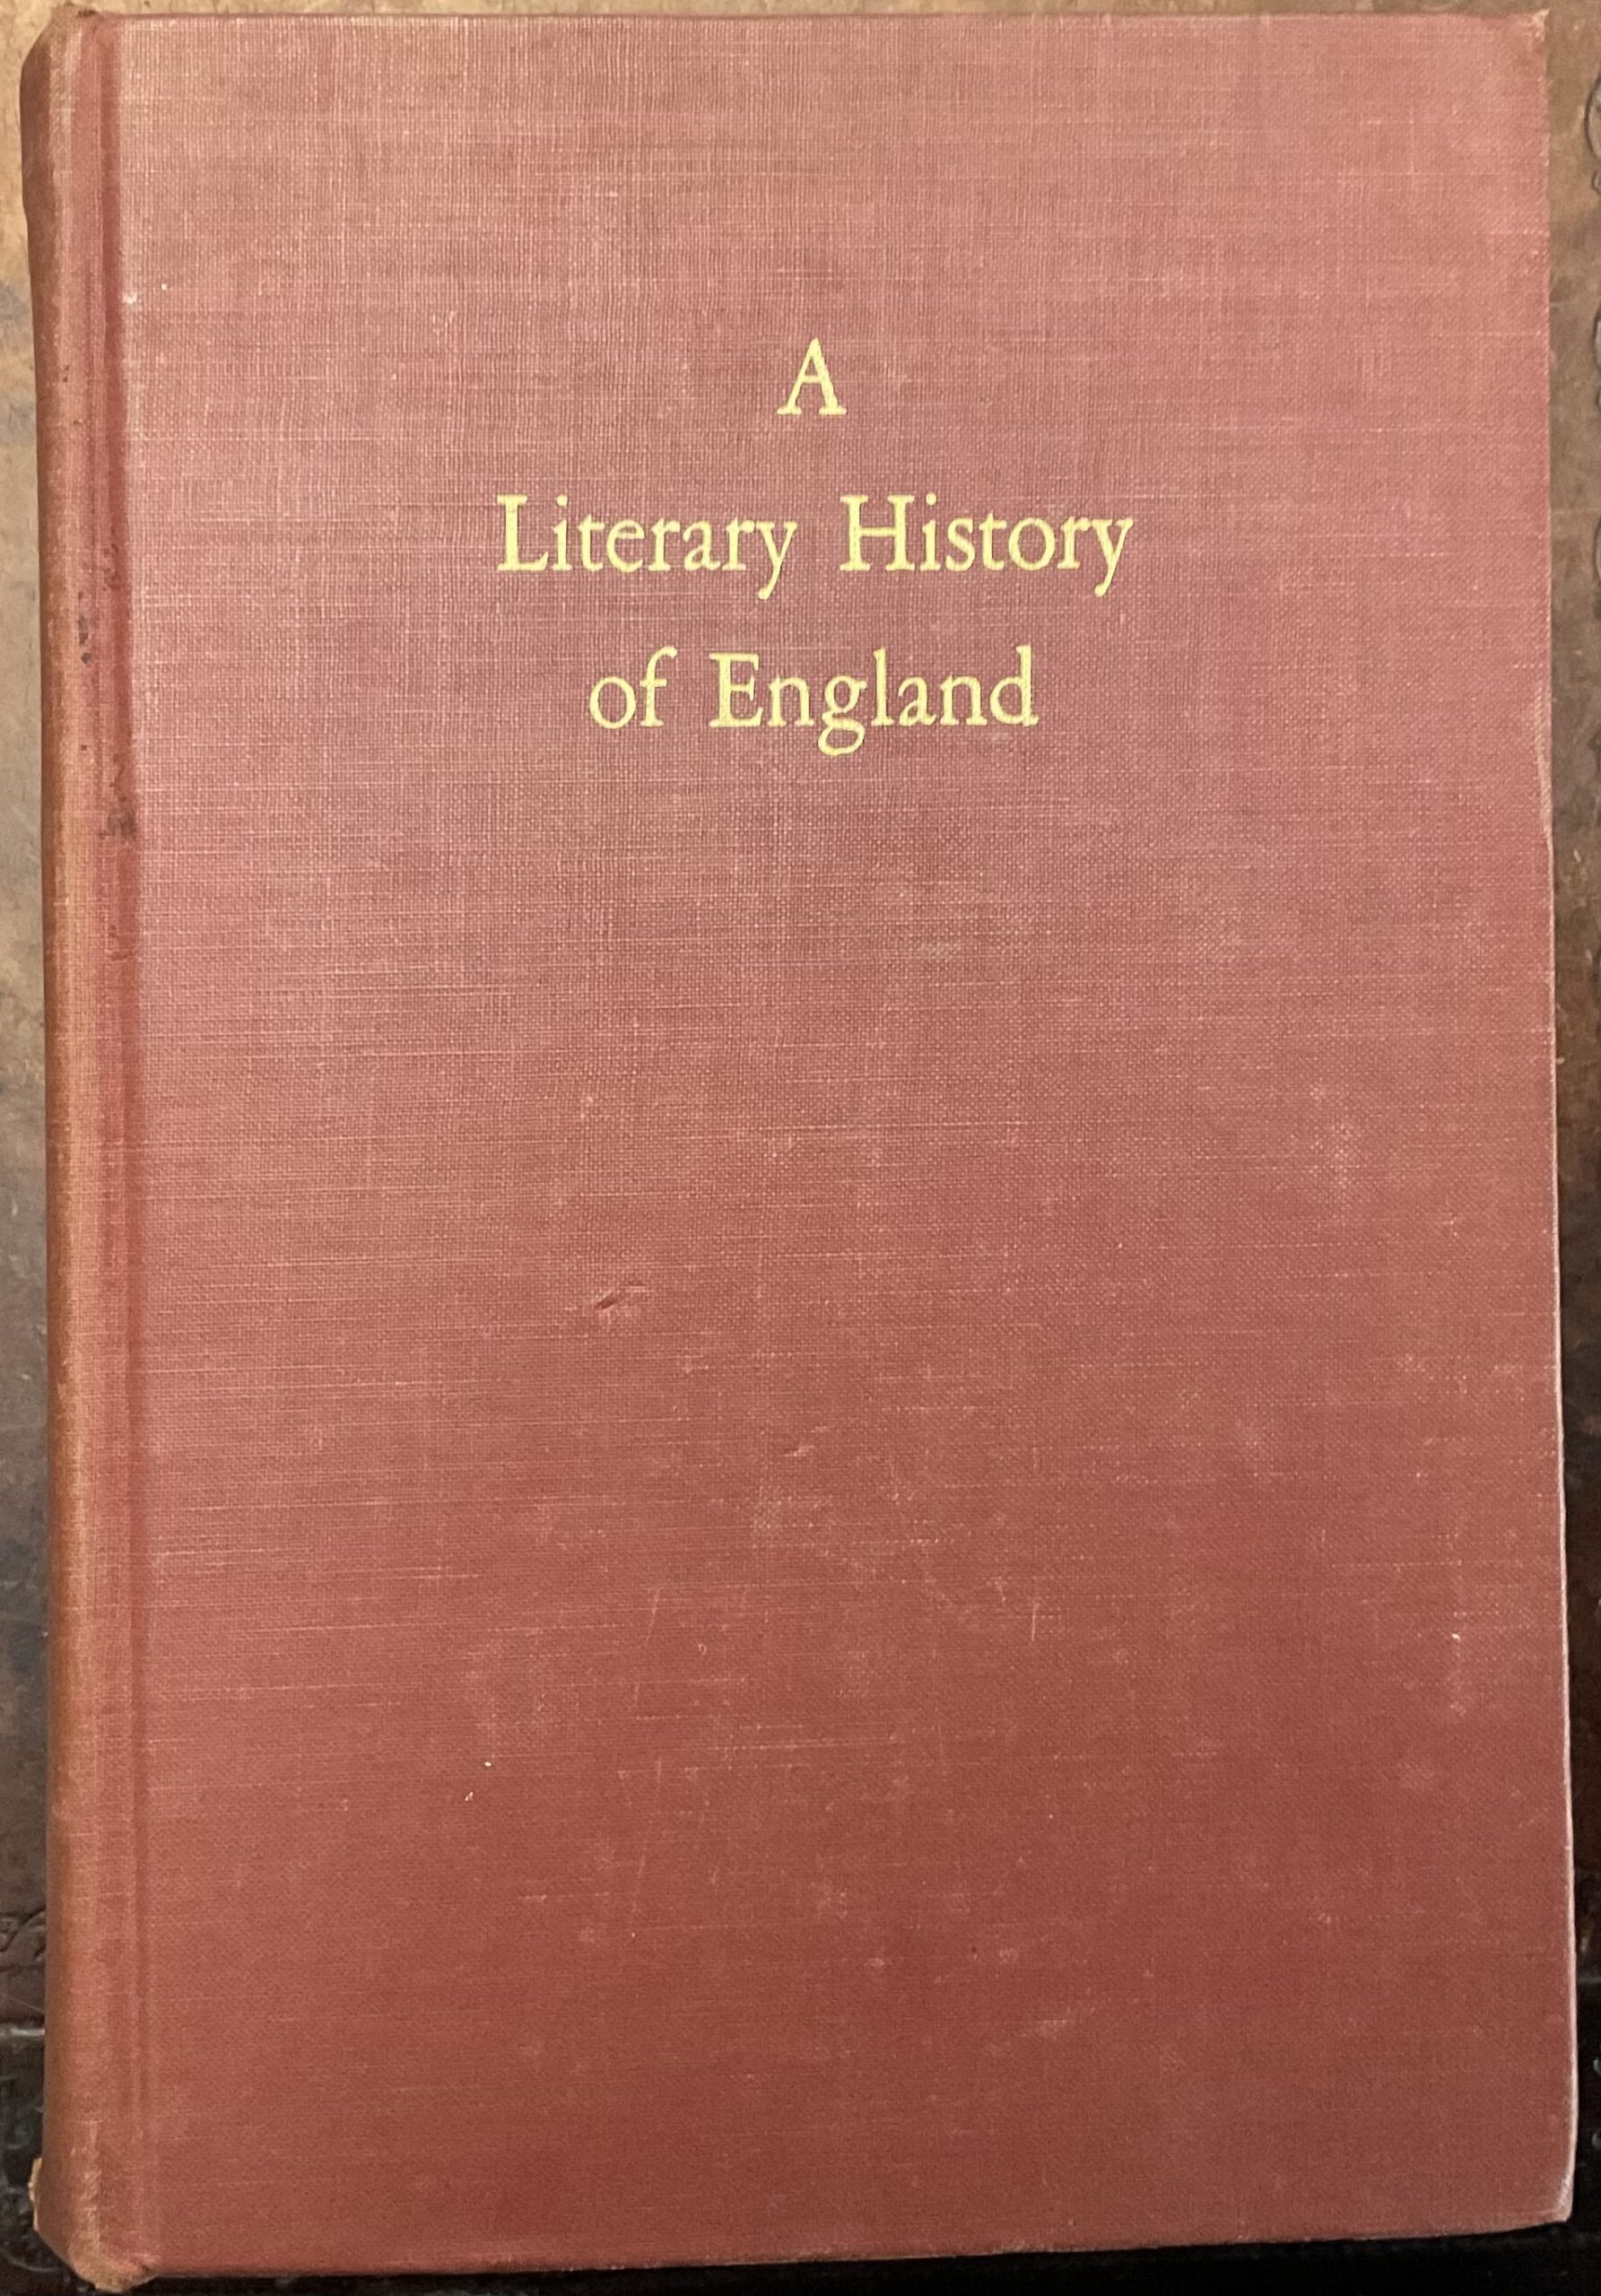 A
Literary History
of England